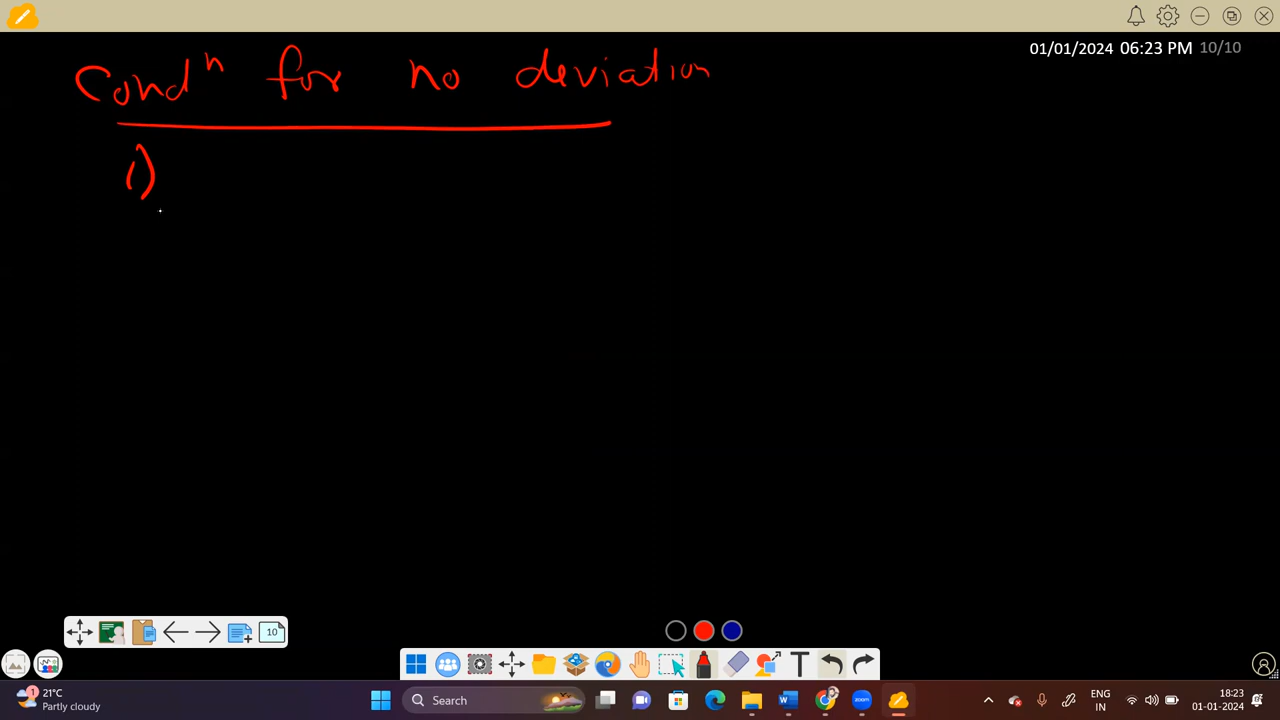 01/01/2024 06:23 PM 10/10
Condⁿ for no deviation
1)
10
T
1
21°C
Partly cloudy
Search
ENG
IN
18:23
01-01-2024